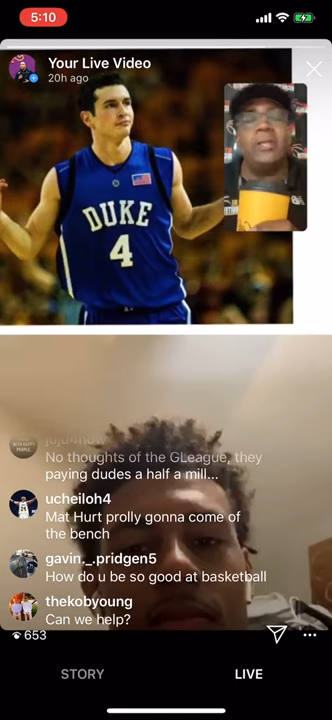 5:10
Your Live Video
20h ago
DUKE
4
juju4now
No thoughts of the GLeague, they
paying dudes a half a mill...
ucheiloh4
Mat Hurt prolly gonna come of
the bench
gavin._.pridgen5
How do u be so good at basketball
thekobyoung
Can we help?
653
STORY LIVE